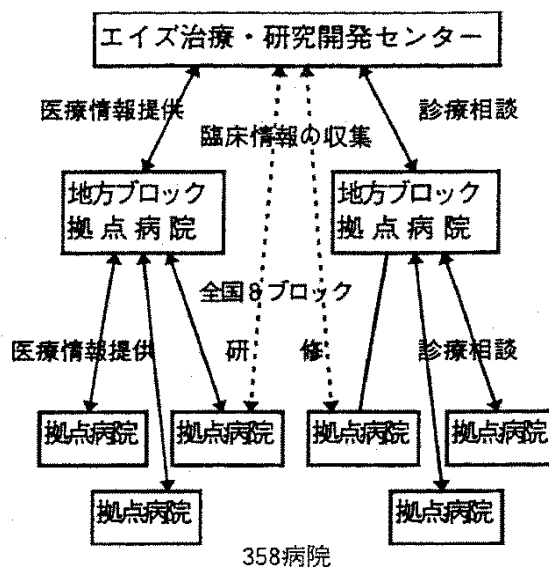 エイズ治療・研究開発センター
医療情報提供
診療相談
臨床情報の収集
地方ブロック
拠点病院
地方ブロック
拠点病院
全国8ブロック
医療情報提供
研修
診療相談
拠点病院
拠点病院
拠点病院
拠点病院
拠点病院
拠点病院
358病院